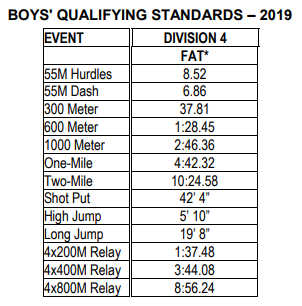 BOYS' QUALIFYING STANDARDS – 2019
EVENT DIVISION 4
FAT*
55M Hurdles 8.52
55M Dash 6.86
300 Meter 37.81
600 Meter 1:28.45
1000 Meter 2:46.36
One-Mile 4:42.32
Two-Mile 10:24.58
Shot Put 42' 4”
High Jump 5' 10”
Long Jump 19' 8”
4x200M Relay 1:37.48
4x400M Relay 3:44.08
4x800M Relay 8:56.24